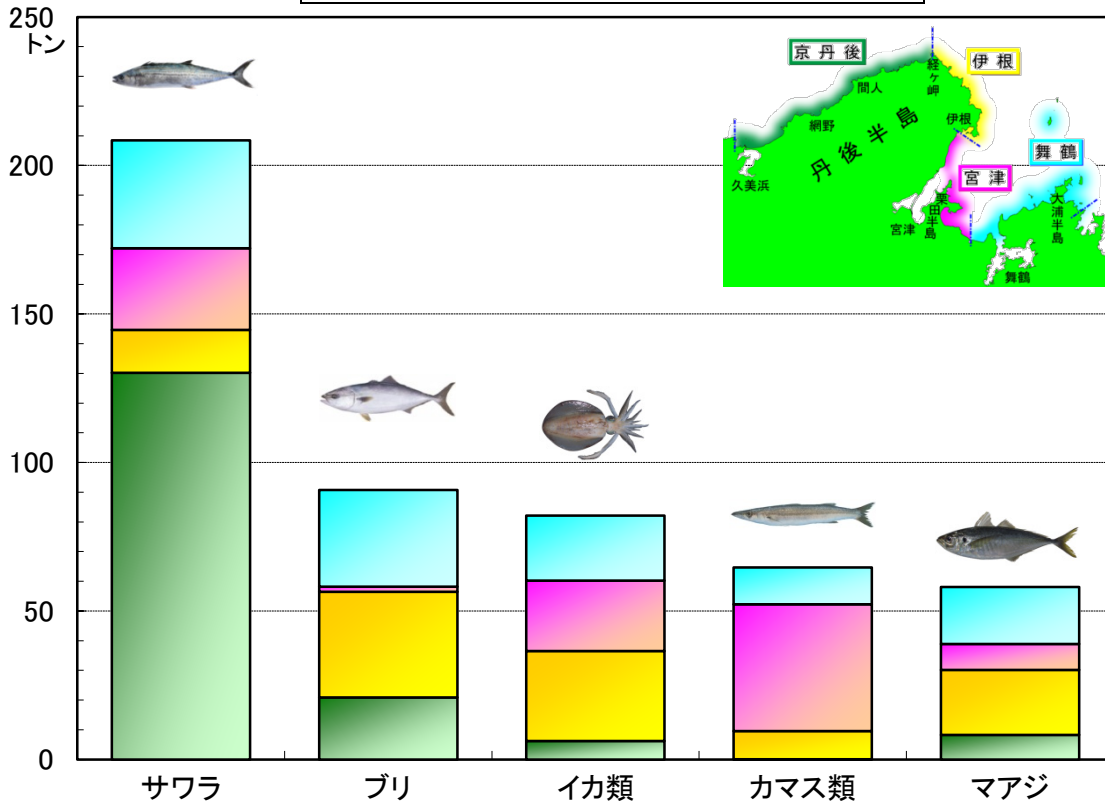 250
トン
200
150
100
50
0
サワラ
ブリ
イカ類
カマス類
マアジ
京丹後
伊根
経ヶ岬
間人
網野
伊根
丹後半島
舞鶴
久美浜
宮津
栗田半島
宮津
大浦半島
舞鶴